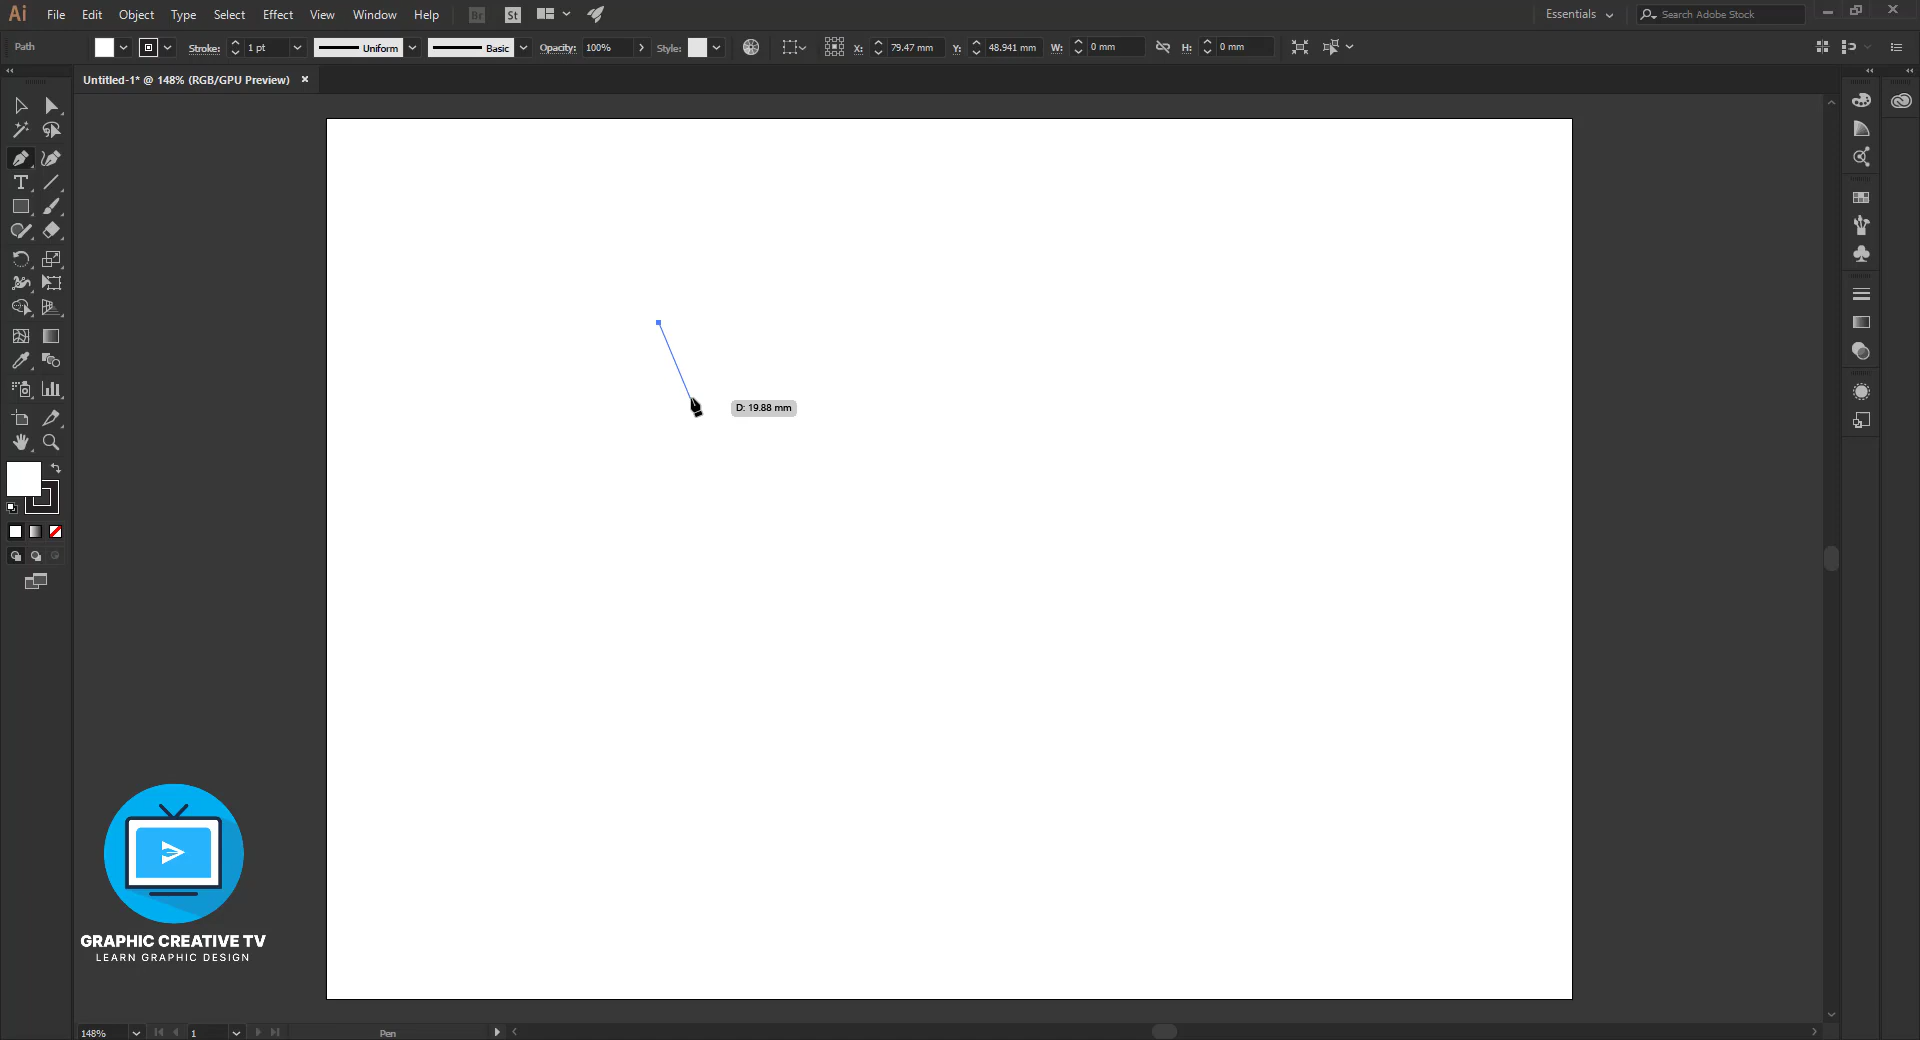 Ai File Edit Object Type Select Effect View Window Help Br St Essentials Search Adobe Stock
Path Stroke: 1 pt Uniform Basic Opacity: 100% Style: X: 79.47 mm Y: 48.941 mm W: 0 mm H: 0 mm
Untitled-1* @ 148% (RGB/GPU Preview)
D: 19.88 mm
GRAPHIC CREATIVE TV
LEARN GRAPHIC DESIGN
148% 1 Pen